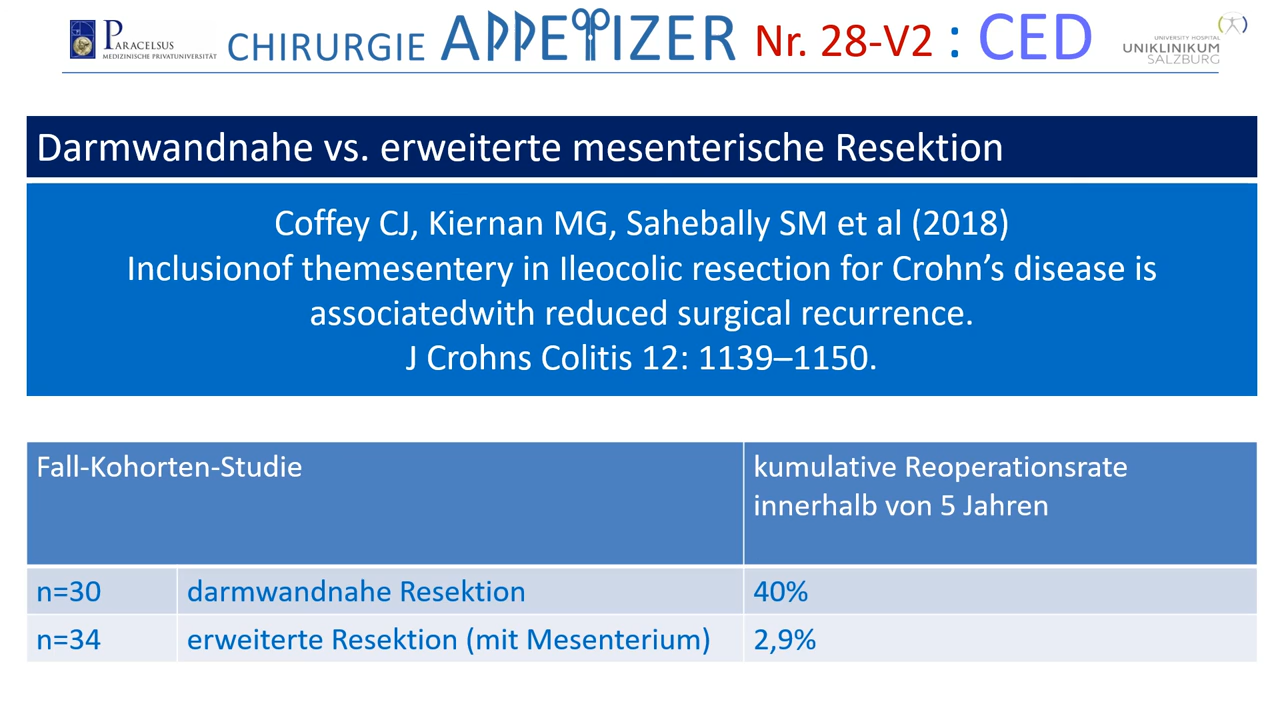 PARACELSUS
MEDIZINISCHE PRIVATUNIVERSITÄT
CHIRURGIE APPETIZER Nr. 28-V2 : CED
UNIVERSITY HOSPITAL
UNIKLINIKUM
SALZBURG
Darmwandnahe vs. erweiterte mesenterische Resektion
Coffey CJ, Kiernan MG, Sahebally SM et al (2018)
Inclusionof themesentery in Ileocolic resection for Crohn’s disease is
associatedwith reduced surgical recurrence.
J Crohns Colitis 12: 1139–1150.
Fall-Kohorten-Studie
kumulative Reoperationsrate
innerhalb von 5 Jahren
n=30 darmwandnahe Resektion 40%
n=34 erweiterte Resektion (mit Mesenterium) 2,9%